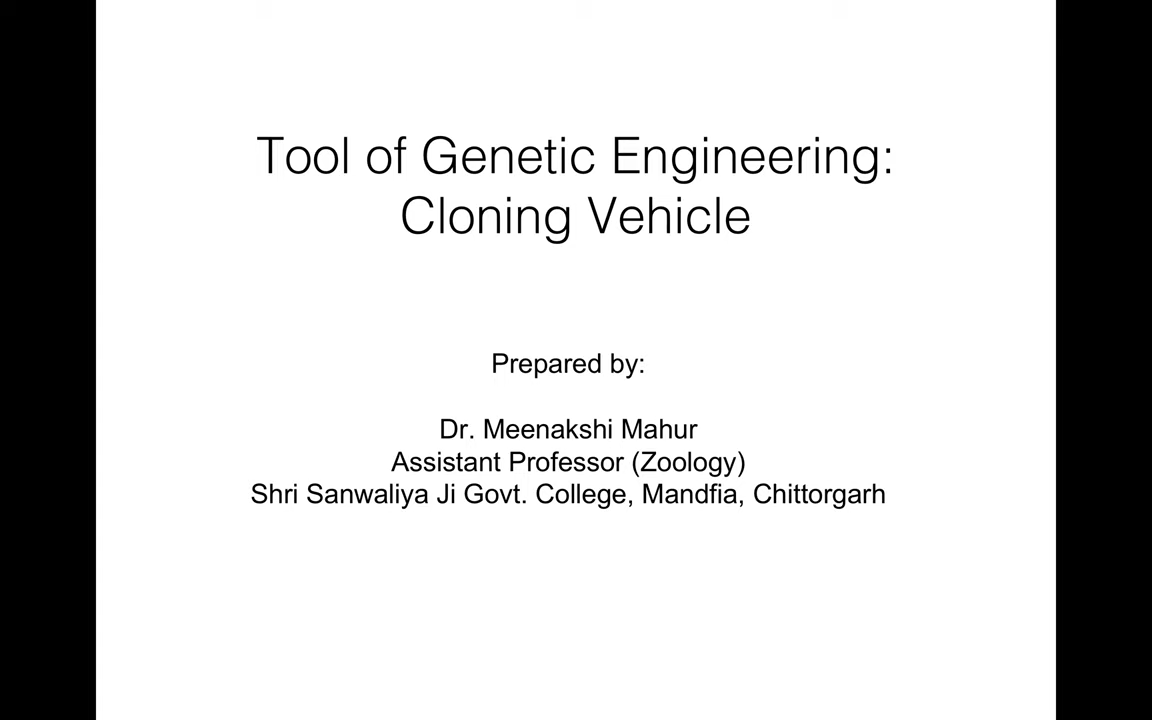 Tool of Genetic Engineering:
Cloning Vehicle
Prepared by:
Dr. Meenakshi Mahur
Assistant Professor (Zoology)
Shri Sanwaliya Ji Govt. College, Mandfia, Chittorgarh